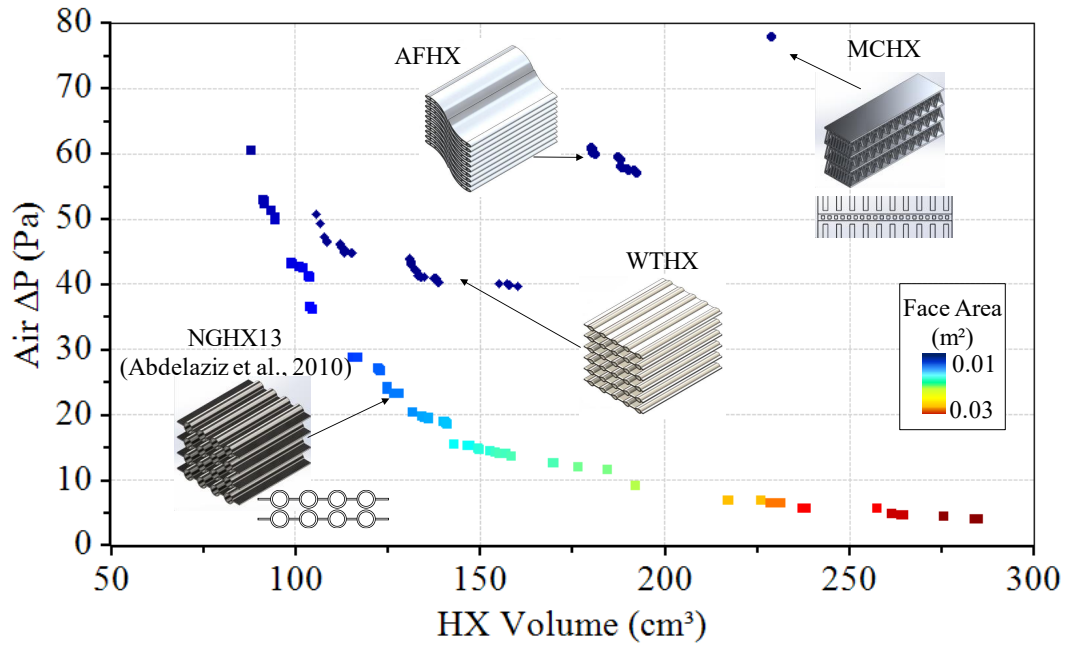 80
70
60
50
40
30
20
10
0
Air ΔP (Pa)
50
100
150
200
250
300
HX Volume (cm³)
AFHX
MCHX
WTHX
NGHX13
(Abdelaziz et al., 2010)
Face Area
(m²)
0.01
0.03